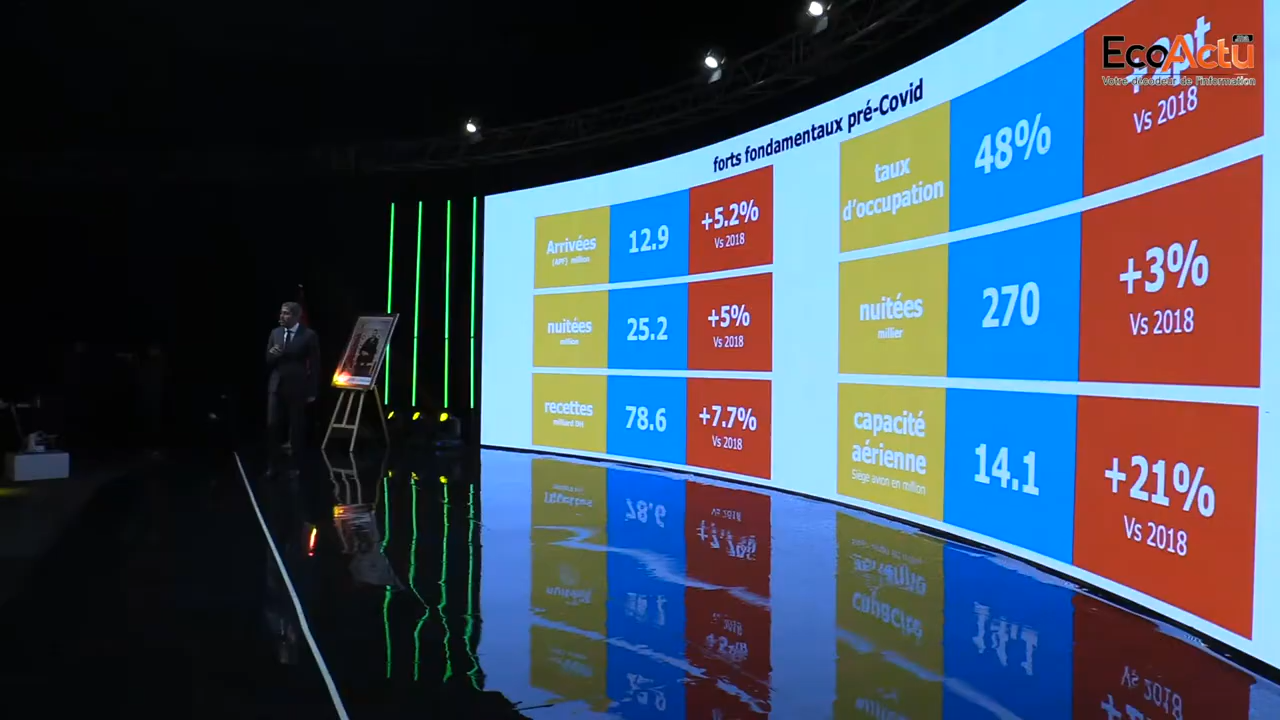 EcoActu
.ma
Votre décodeur de l'information
forts fondamentaux pré-Covid
Arrivées
(APF) million
12.9
+5.2%
Vs 2018
nuitées
million
25.2
+5%
Vs 2018
recettes
milliard DH
78.6
+7.7%
Vs 2018
taux
d'occupation
48%
+2pt
Vs 2018
nuitées
millier
270
+3%
Vs 2018
capacité
aérienne
Siège avion en million
14.1
+21%
Vs 2018